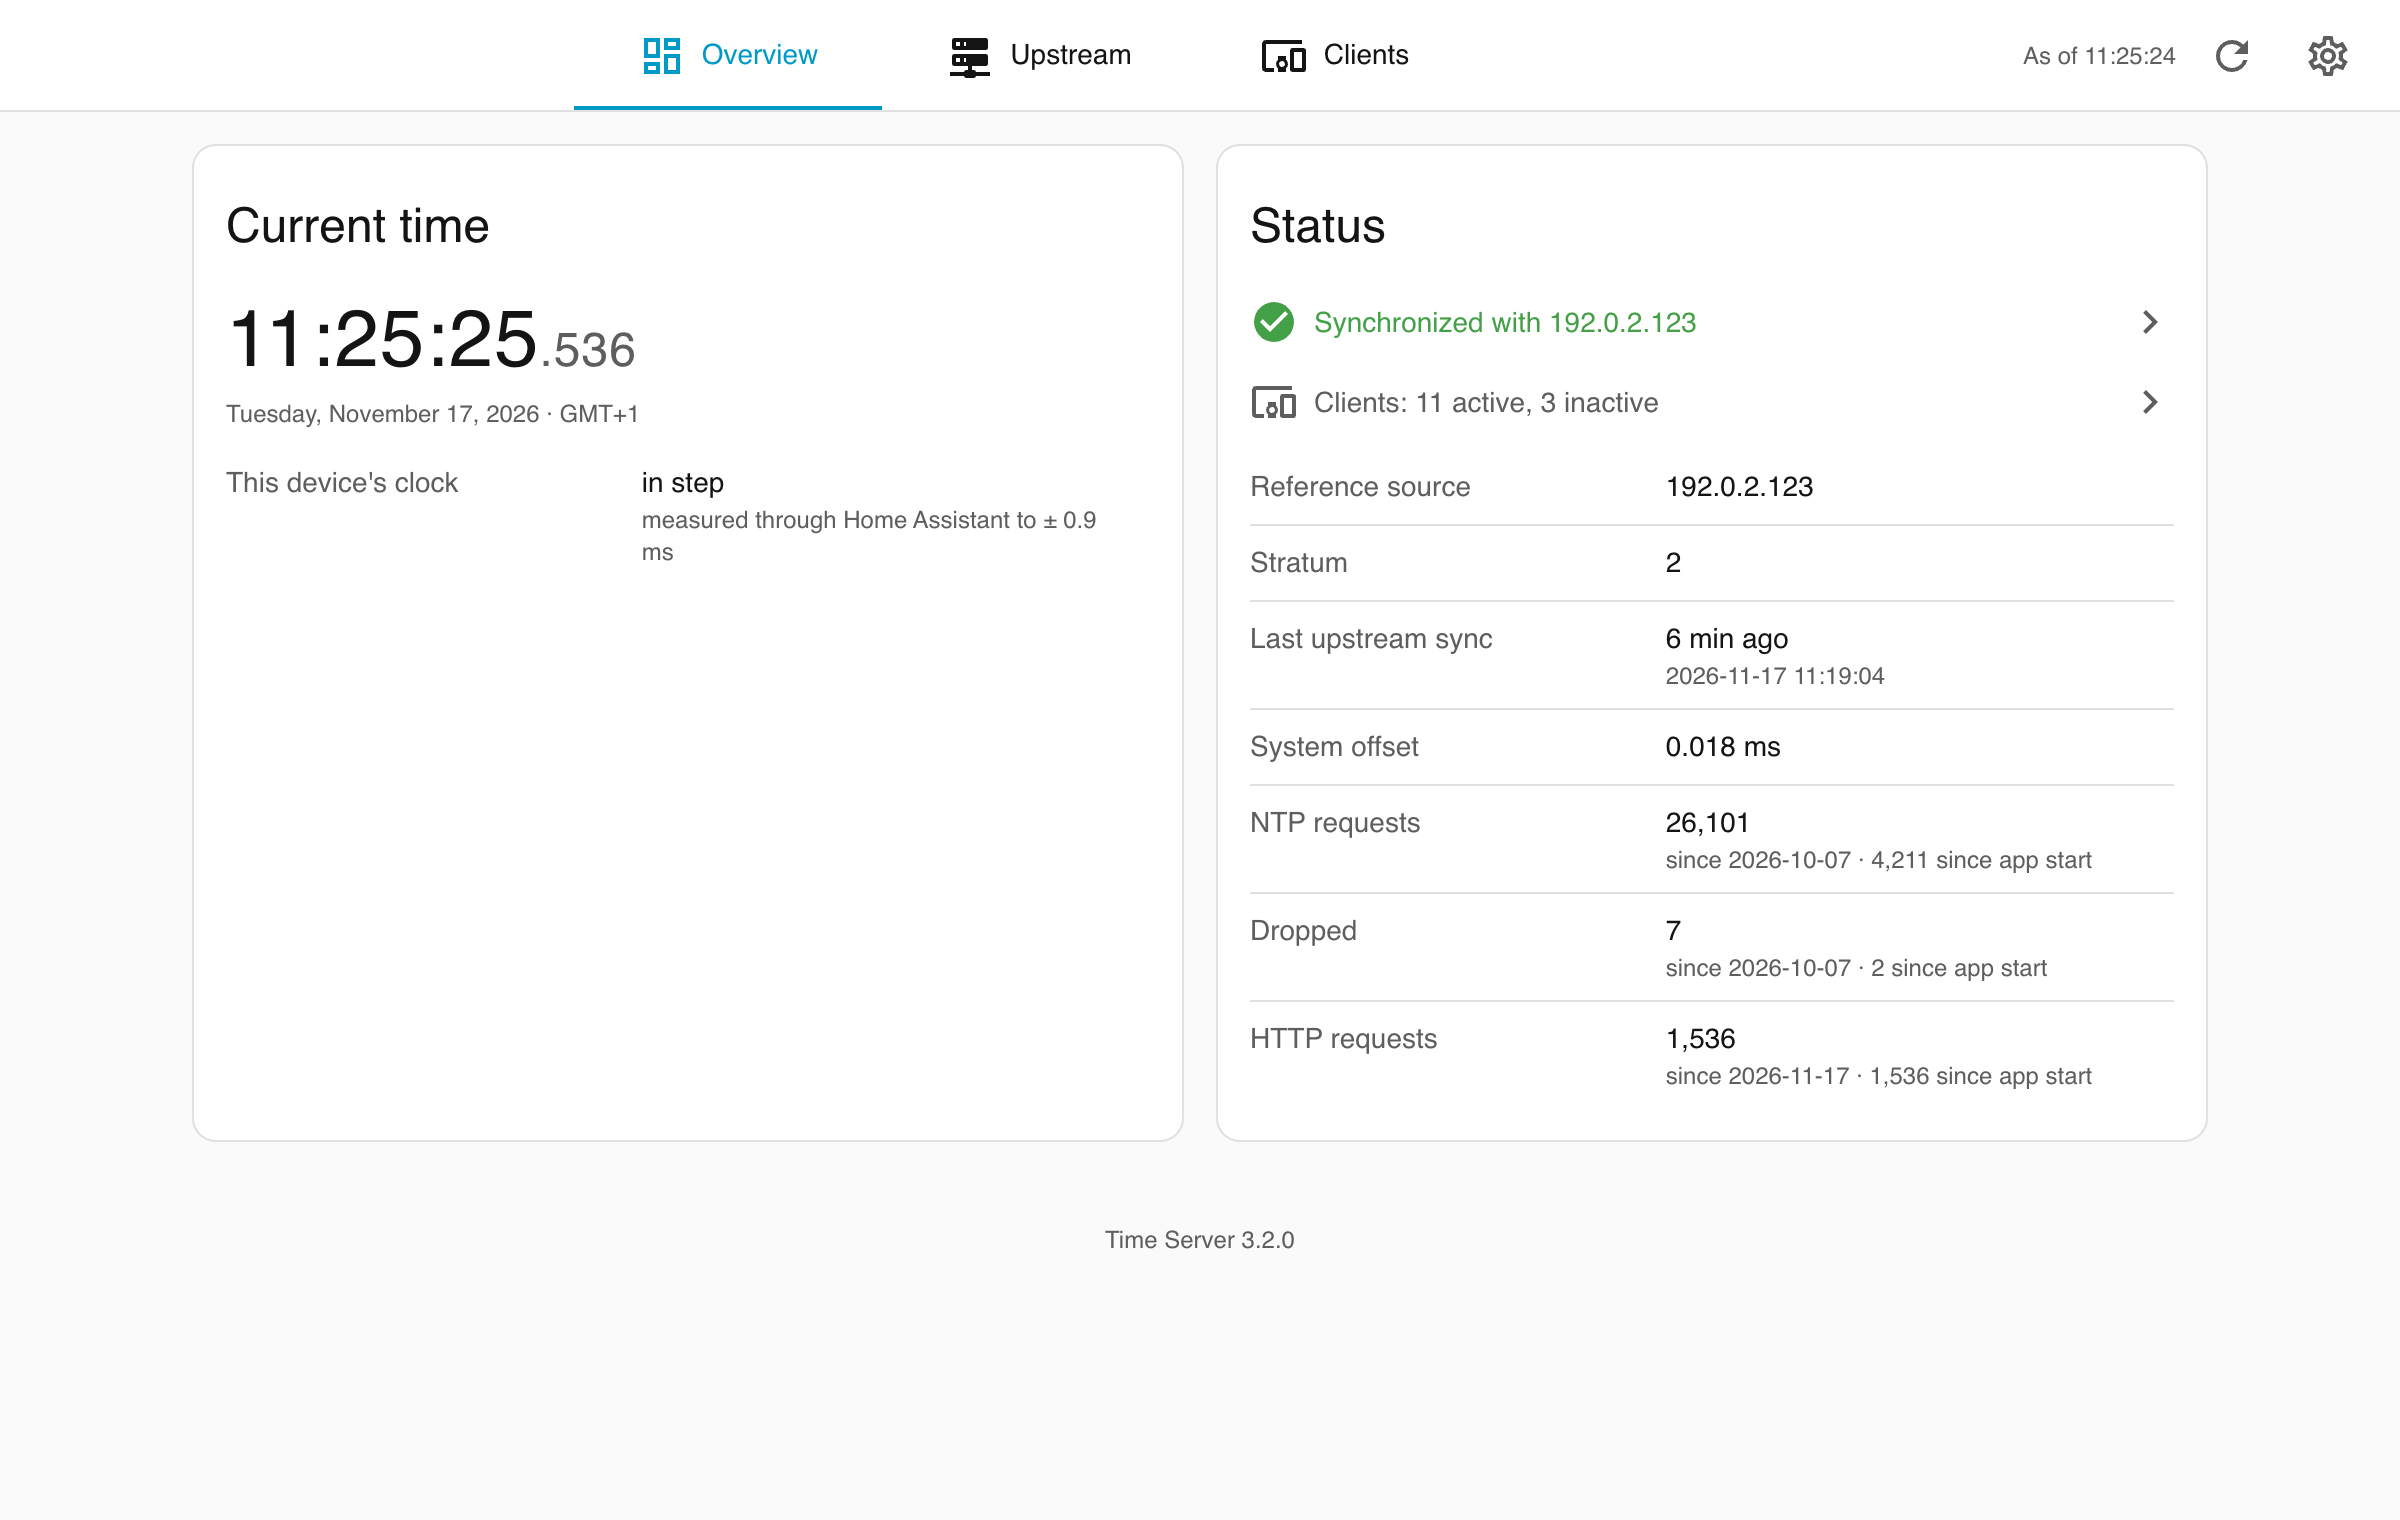 Overview
Upstream
Clients
As of 11:25:24
Current time
11:25:25.536
Tuesday, November 17, 2026 · GMT+1
This device's clock
in step
measured through Home Assistant to ± 0.9
ms
Status
Synchronized with 192.0.2.123
Clients: 11 active, 3 inactive
Reference source
192.0.2.123
Stratum
2
Last upstream sync
6 min ago
2026-11-17 11:19:04
System offset
0.018 ms
NTP requests
26,101
since 2026-10-07 · 4,211 since app start
Dropped
7
since 2026-10-07 · 2 since app start
HTTP requests
1,536
since 2026-11-17 · 1,536 since app start
Time Server 3.2.0